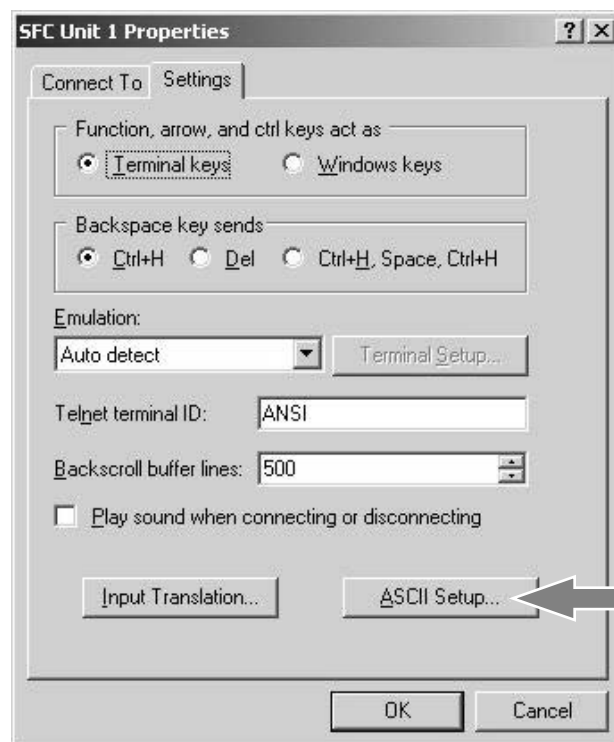 SFC Unit 1 Properties
Connect To Settings
Function, arrow, and ctrl keys act as
Terminal keys Windows keys
Backspace key sends
Ctrl+H Del Ctrl+H, Space, Ctrl+H
Emulation:
Auto detect Terminal Setup...
Telnet terminal ID: ANSI
Backscroll buffer lines: 500
Play sound when connecting or disconnecting
Input Translation... ASCII Setup...
OK Cancel